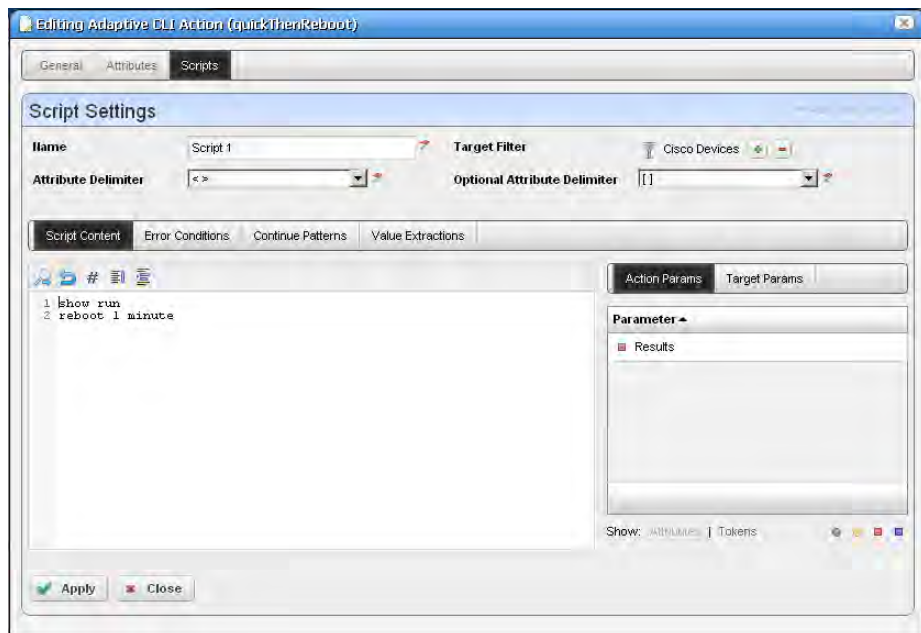 Editing Adaptive CLI Action (quickThenReboot)
General Attributes Scripts
Script Settings
Name Script 1 Target Filter Cisco Devices
Attribute Delimiter < > Optional Attribute Delimiter [ ]
Script Content Error Conditions Continue Patterns Value Extractions
Action Params Target Params
1 show run
2 reboot 1 minute
Parameter
Results
Show: Attributes | Tokens
Apply Close